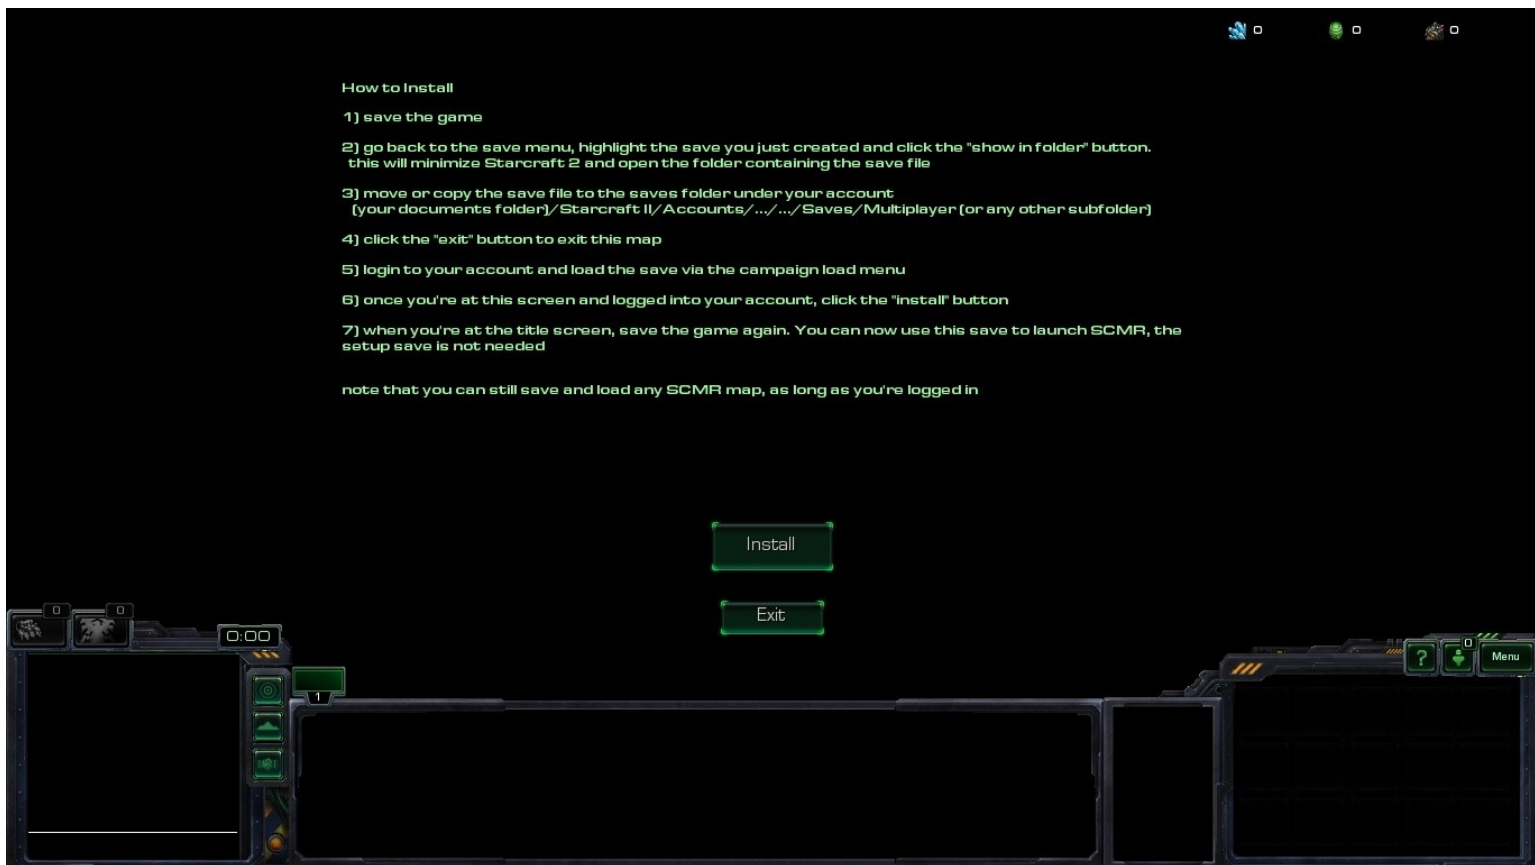 0 0 0
How to Install
1) save the game
2) go back to the save menu, highlight the save you just created and click the "show in folder" button.
this will minimize Starcraft 2 and open the folder containing the save file
3) move or copy the save file to the saves folder under your account
(your documents folder)/Starcraft II/Accounts/.../.../Saves/Multiplayer (or any other subfolder)
4) click the "exit" button to exit this map
5) login to your account and load the save via the campaign load menu
6) once you're at this screen and logged into your account, click the "install" button
7) when you're at the title screen, save the game again. You can now use this save to launch SCMR, the
setup save is not needed
note that you can still save and load any SCMR map, as long as you're logged in
Install
Exit
0 0
0:00
0
? Menu
1